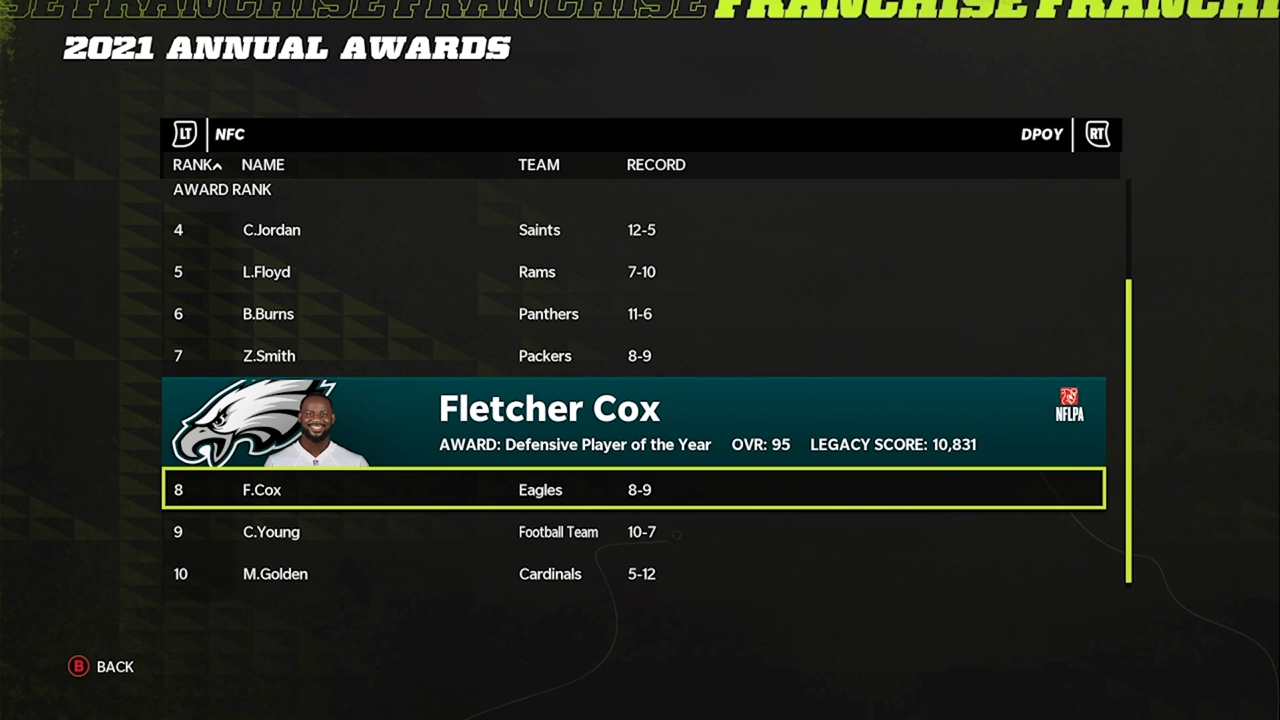 SE FRANCHISE FRANCHISE FRANCHISE FRANCHI
2021 ANNUAL AWARDS
LT NFC DPOY RT
RANK NAME TEAM RECORD
AWARD RANK
4 C.Jordan Saints 12-5
5 L.Floyd Rams 7-10
6 B.Burns Panthers 11-6
7 Z.Smith Packers 8-9
Fletcher Cox
NFLPA
AWARD: Defensive Player of the Year OVR: 95 LEGACY SCORE: 10,831
8 F.Cox Eagles 8-9
9 C.Young Football Team 10-7
10 M.Golden Cardinals 5-12
B BACK